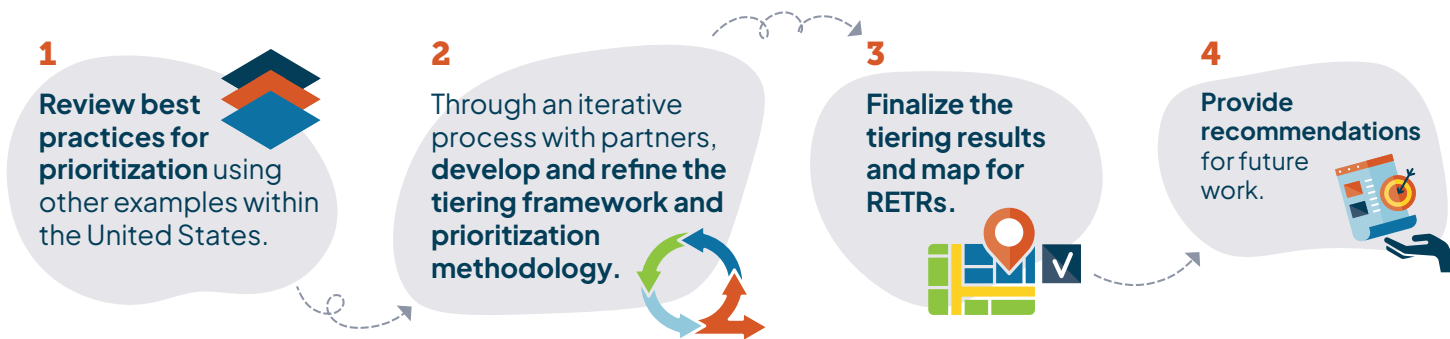 1
Review best
practices for
prioritization using
other examples within
the United States.
2
Through an iterative
process with partners,
develop and refine the
tiering framework and
prioritization
methodology.
3
Finalize the
tiering results
and map for
RETRs.
4
Provide
recommendations
for future
work.